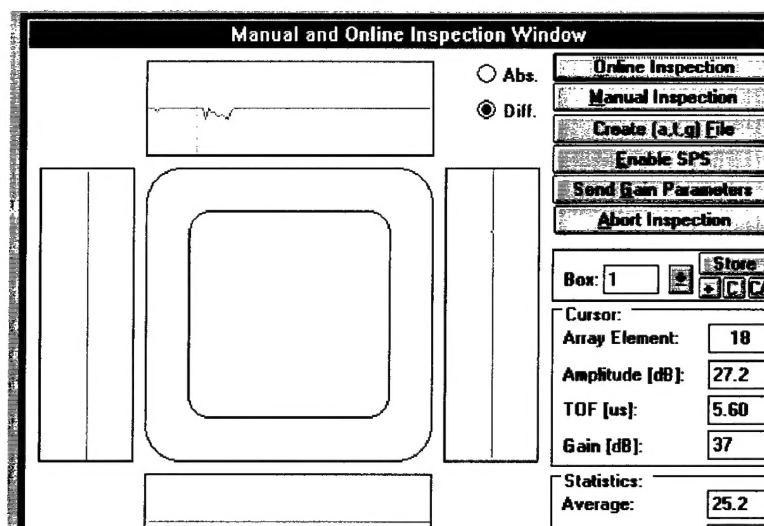 Manual and Online Inspection Window
Abs.
Diff.
Online Inspection
Manual Inspection
Create (a,t,g) File
Enable SPS
Send Gain Parameters
Abort Inspection
Box: 1
Store
+ C
Cursor:
Array Element: 18
Amplitude [dB]: 27.2
TOF [us]: 5.60
Gain [dB]: 37
Statistics:
Average: 25.2